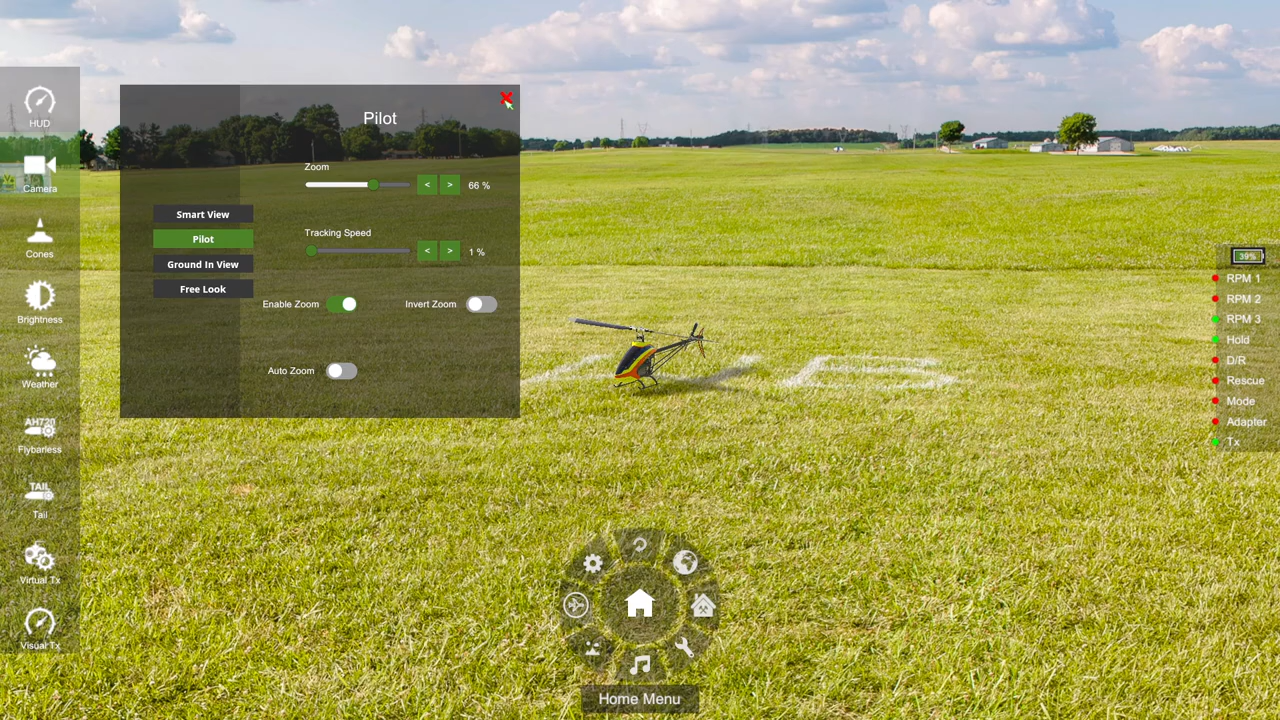 HUD
Camera
Cones
Brightness
Weather
AH720
Flybarless
TAIL
Tail
Virtual Tx
Visual Tx
Pilot
Zoom
< > 66 %
Smart View
Pilot
Ground In View
Free Look
Tracking Speed
< > 1 %
Enable Zoom
Invert Zoom
Auto Zoom
39%
RPM 1
RPM 2
RPM 3
Hold
D/R
Rescue
Mode
Adapter
Tx
Home Menu